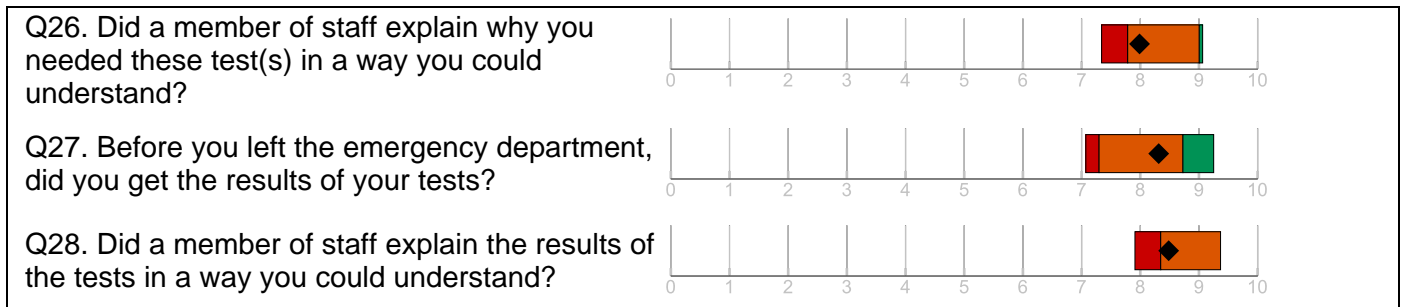 Q26. Did a member of staff explain why you
needed these test(s) in a way you could
understand?
0 1 2 3 4 5 6 7 8 9 10
Q27. Before you left the emergency department,
did you get the results of your tests?
0 1 2 3 4 5 6 7 8 9 10
Q28. Did a member of staff explain the results of
the tests in a way you could understand?
0 1 2 3 4 5 6 7 8 9 10